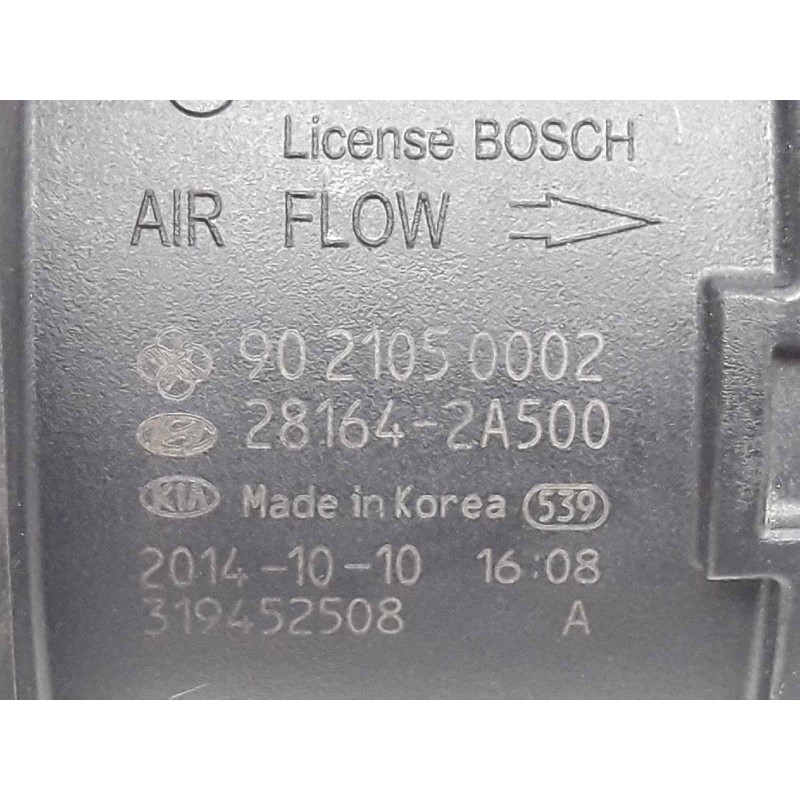 License BOSCH
AIR FLOW
90 2105 0002
28164-2A500
KIA Made in Korea 539
2014-10-10 16:08
319452508 A